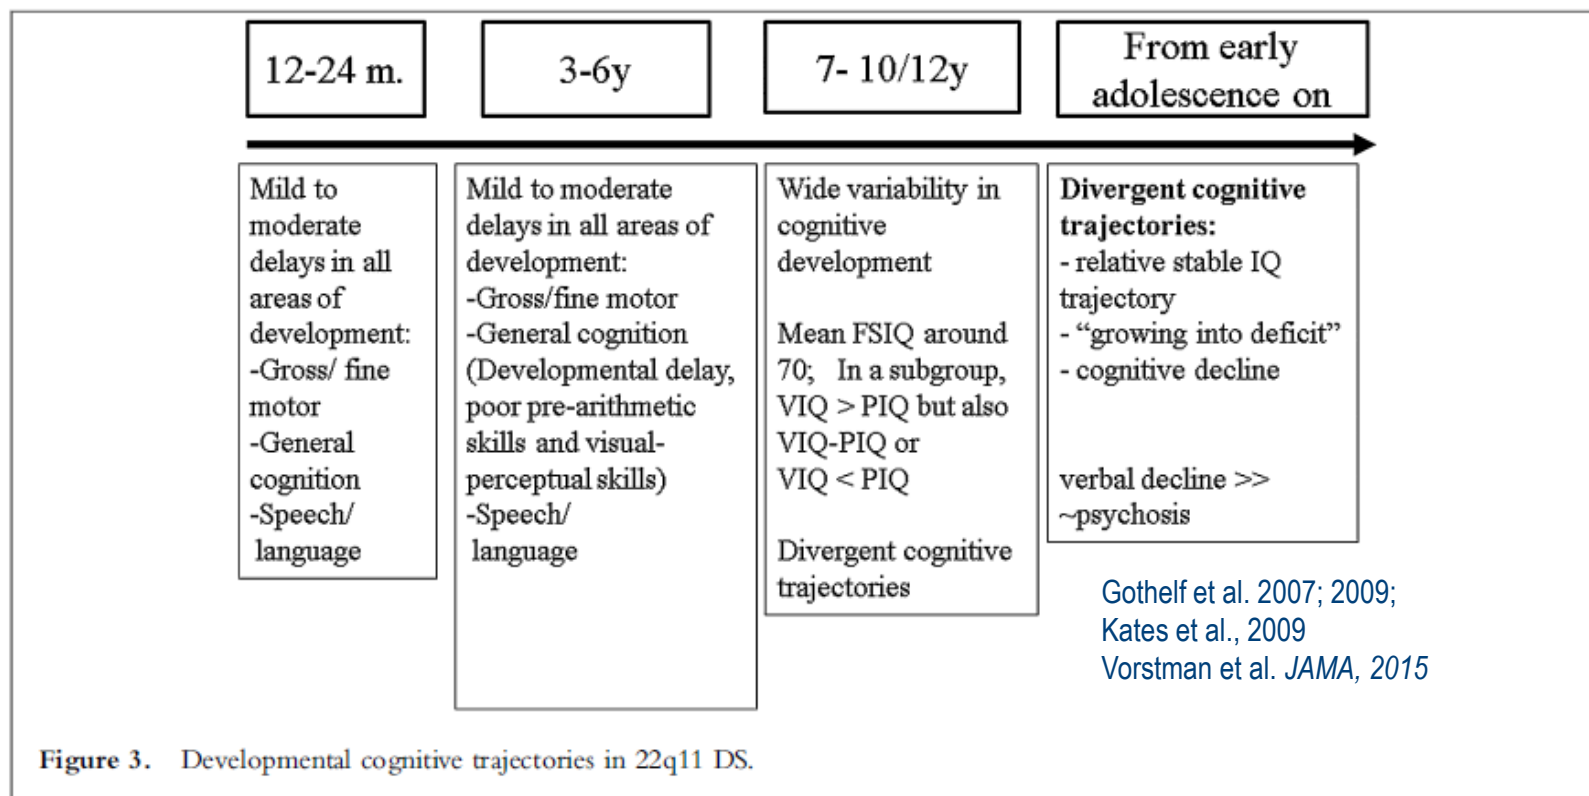 12-24 m.
3-6y
7- 10/12y
From early
adolescence on
Mild to
moderate
delays in all
areas of
development:
-Gross/ fine
motor
-General
cognition
-Speech/
language
Mild to moderate
delays in all areas of
development:
-Gross/fine motor
-General cognition
(Developmental delay,
poor pre-arithmetic
skills and visual-
perceptual skills)
-Speech/
language
Wide variability in
cognitive
development
Mean FSIQ around
70; In a subgroup,
VIQ > PIQ but also
VIQ-PIQ or
VIQ < PIQ
Divergent cognitive
trajectories
Divergent cognitive
trajectories:
- relative stable IQ
trajectory
- “growing into deficit”
- cognitive decline
verbal decline >>
~psychosis
Gothelf et al. 2007; 2009;
Kates et al., 2009
Vorstman et al. JAMA, 2015
Figure 3. Developmental cognitive trajectories in 22q11 DS.